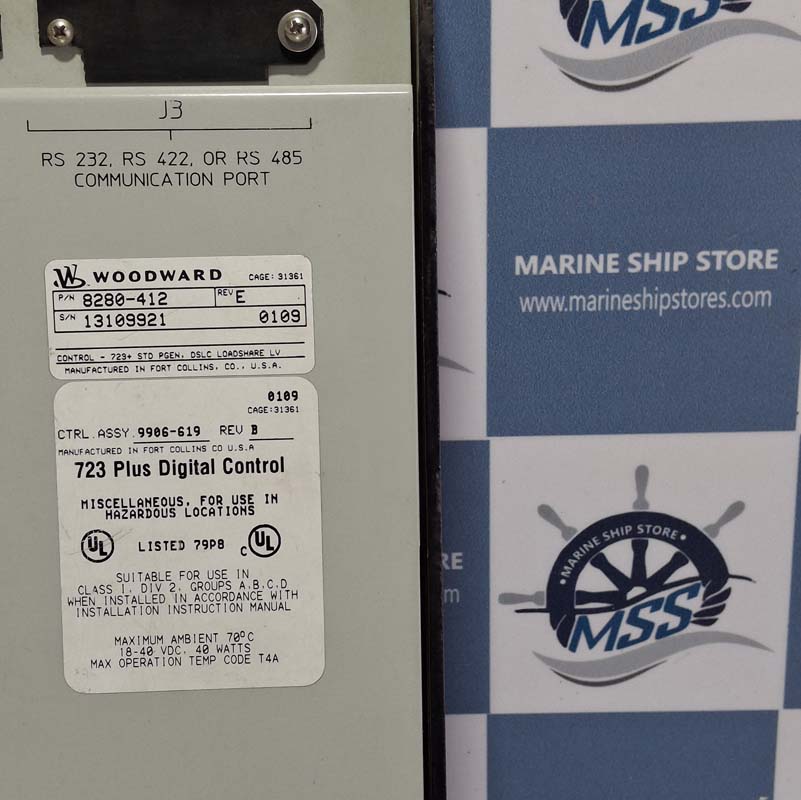 J3
RS 232, RS 422, OR RS 485
COMMUNICATION PORT
WOODWARD CAGE: 31361
P/N 8280-412 REV E
S/N 13109921 0109
CONTROL - 723+ STD PGEN, DSLC LOADSHARE LV
MANUFACTURED IN FORT COLLINS, CO., U.S.A.
0109
CAGE:31361
CTRL. ASSY. 9906-619 REV B
MANUFACTURED IN FORT COLLINS CO U.S.A
723 Plus Digital Control
MISCELLANEOUS, FOR USE IN
HAZARDOUS LOCATIONS
UL LISTED 79P8 C UL
SUITABLE FOR USE IN
CLASS I, DIV 2, GROUPS A,B,C,D
WHEN INSTALLED IN ACCORDANCE WITH
INSTALLATION INSTRUCTION MANUAL
MAXIMUM AMBIENT 70°C
18-40 VDC, 40 WATTS
MAX OPERATION TEMP CODE T4A
MSS
MARINE SHIP STORE
www.marineshipstores.com
RE
m
• MARINE SHIP STORE •
MSS